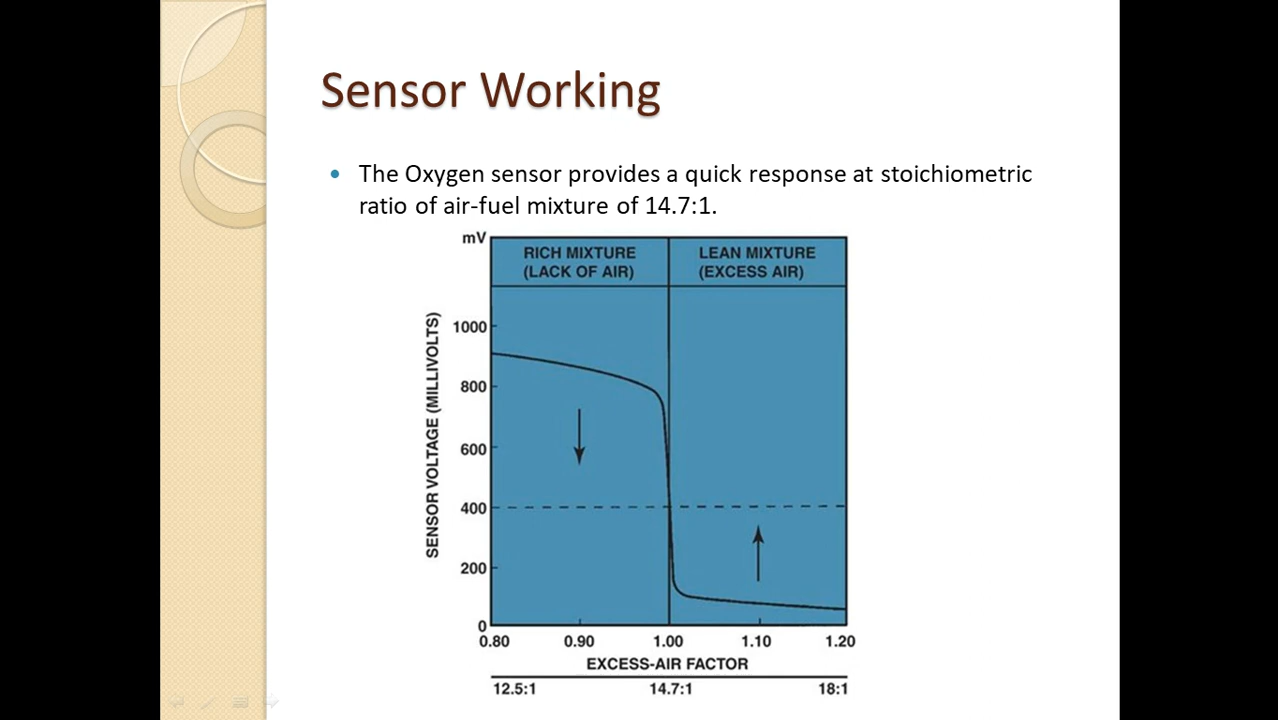 Sensor Working
The Oxygen sensor provides a quick response at stoichiometric
ratio of air-fuel mixture of 14.7:1.
mV
RICH MIXTURE
(LACK OF AIR)
LEAN MIXTURE
(EXCESS AIR)
SENSOR VOLTAGE (MILLIVOLTS)
1000
800
600
400
200
0
0.80 0.90 1.00 1.10 1.20
EXCESS-AIR FACTOR
12.5:1 14.7:1 18:1